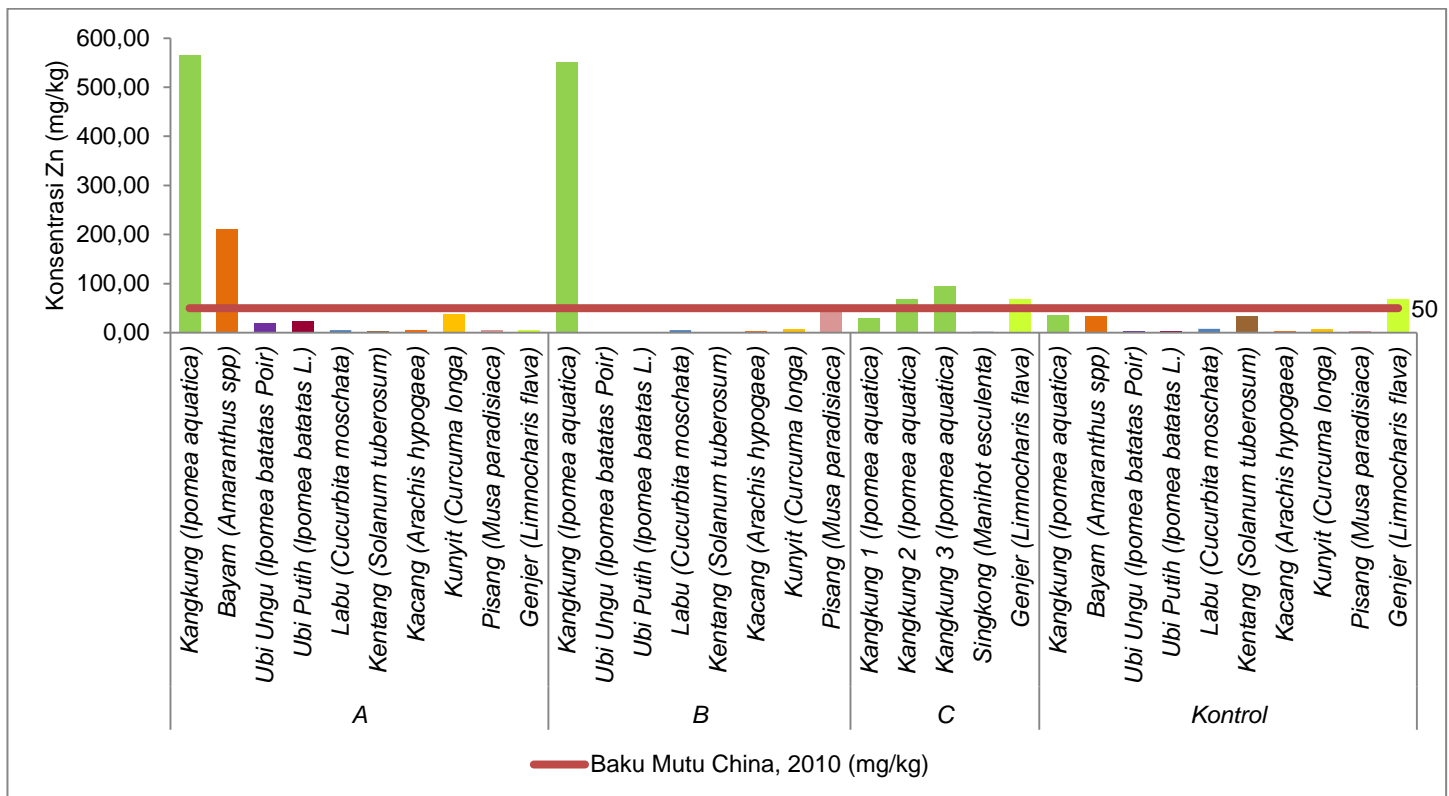 Konsentrasi Zn (mg/kg)
600,00
500,00
400,00
300,00
200,00
100,00
0,00
50
Kangkung (Ipomea aquatica)
Bayam (Amaranthus spp)
Ubi Ungu (Ipomea batatas Poir)
Ubi Putih (Ipomea batatas L.)
Labu (Cucurbita moschata)
Kentang (Solanum tuberosum)
Kacang (Arachis hypogaea)
Kunyit (Curcuma longa)
Pisang (Musa paradisiaca)
Genjer (Limnocharis flava)
Kangkung (Ipomea aquatica)
Ubi Ungu (Ipomea batatas Poir)
Ubi Putih (Ipomea batatas L.)
Labu (Cucurbita moschata)
Kentang (Solanum tuberosum)
Kacang (Arachis hypogaea)
Kunyit (Curcuma longa)
Pisang (Musa paradisiaca)
Kangkung 1 (Ipomea aquatica)
Kangkung 2 (Ipomea aquatica)
Kangkung 3 (Ipomea aquatica)
Singkong (Manihot esculenta)
Genjer (Limnocharis flava)
Kangkung (Ipomea aquatica)
Bayam (Amaranthus spp)
Ubi Ungu (Ipomea batatas Poir)
Ubi Putih (Ipomea batatas L.)
Labu (Cucurbita moschata)
Kentang (Solanum tuberosum)
Kacang (Arachis hypogaea)
Kunyit (Curcuma longa)
Pisang (Musa paradisiaca)
Genjer (Limnocharis flava)
A
B
C
Kontrol
Baku Mutu China, 2010 (mg/kg)